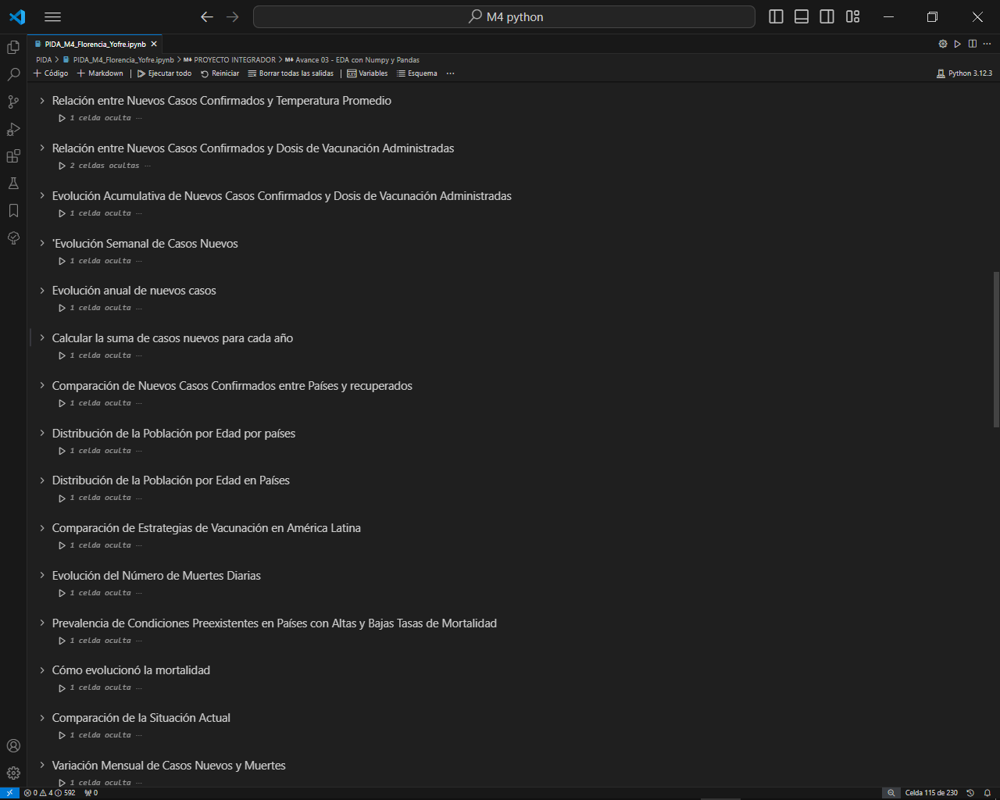 M4 python
PIDA_M4_Florencia_Yofre.ipynb
PIDA > PIDA_M4_Florencia_Yofre.ipynb > M↓ PROYECTO INTEGRADOR > M↓ Avance 03 - EDA con Numpy y Pandas
+ Código + Markdown | Ejecutar todo Reiniciar Borrar todas las salidas | Variables Esquema ... Python 3.12.3
Relación entre Nuevos Casos Confirmados y Temperatura Promedio
1 celda oculta ...
Relación entre Nuevos Casos Confirmados y Dosis de Vacunación Administradas
2 celdas ocultas ...
Evolución Acumulativa de Nuevos Casos Confirmados y Dosis de Vacunación Administradas
1 celda oculta ...
'Evolución Semanal de Casos Nuevos
1 celda oculta ...
Evolución anual de nuevos casos
1 celda oculta ...
Calcular la suma de casos nuevos para cada año
1 celda oculta ...
Comparación de Nuevos Casos Confirmados entre Países y recuperados
1 celda oculta ...
Distribución de la Población por Edad por países
1 celda oculta ...
Distribución de la Población por Edad en Países
1 celda oculta ...
Comparación de Estrategias de Vacunación en América Latina
1 celda oculta ...
Evolución del Número de Muertes Diarias
1 celda oculta ...
Prevalencia de Condiciones Preexistentes en Países con Altas y Bajas Tasas de Mortalidad
1 celda oculta ...
Cómo evolucionó la mortalidad
1 celda oculta ...
Comparación de la Situación Actual
1 celda oculta ...
Variación Mensual de Casos Nuevos y Muertes
1 celda oculta ...
0 4 592 0 Celda 115 de 230